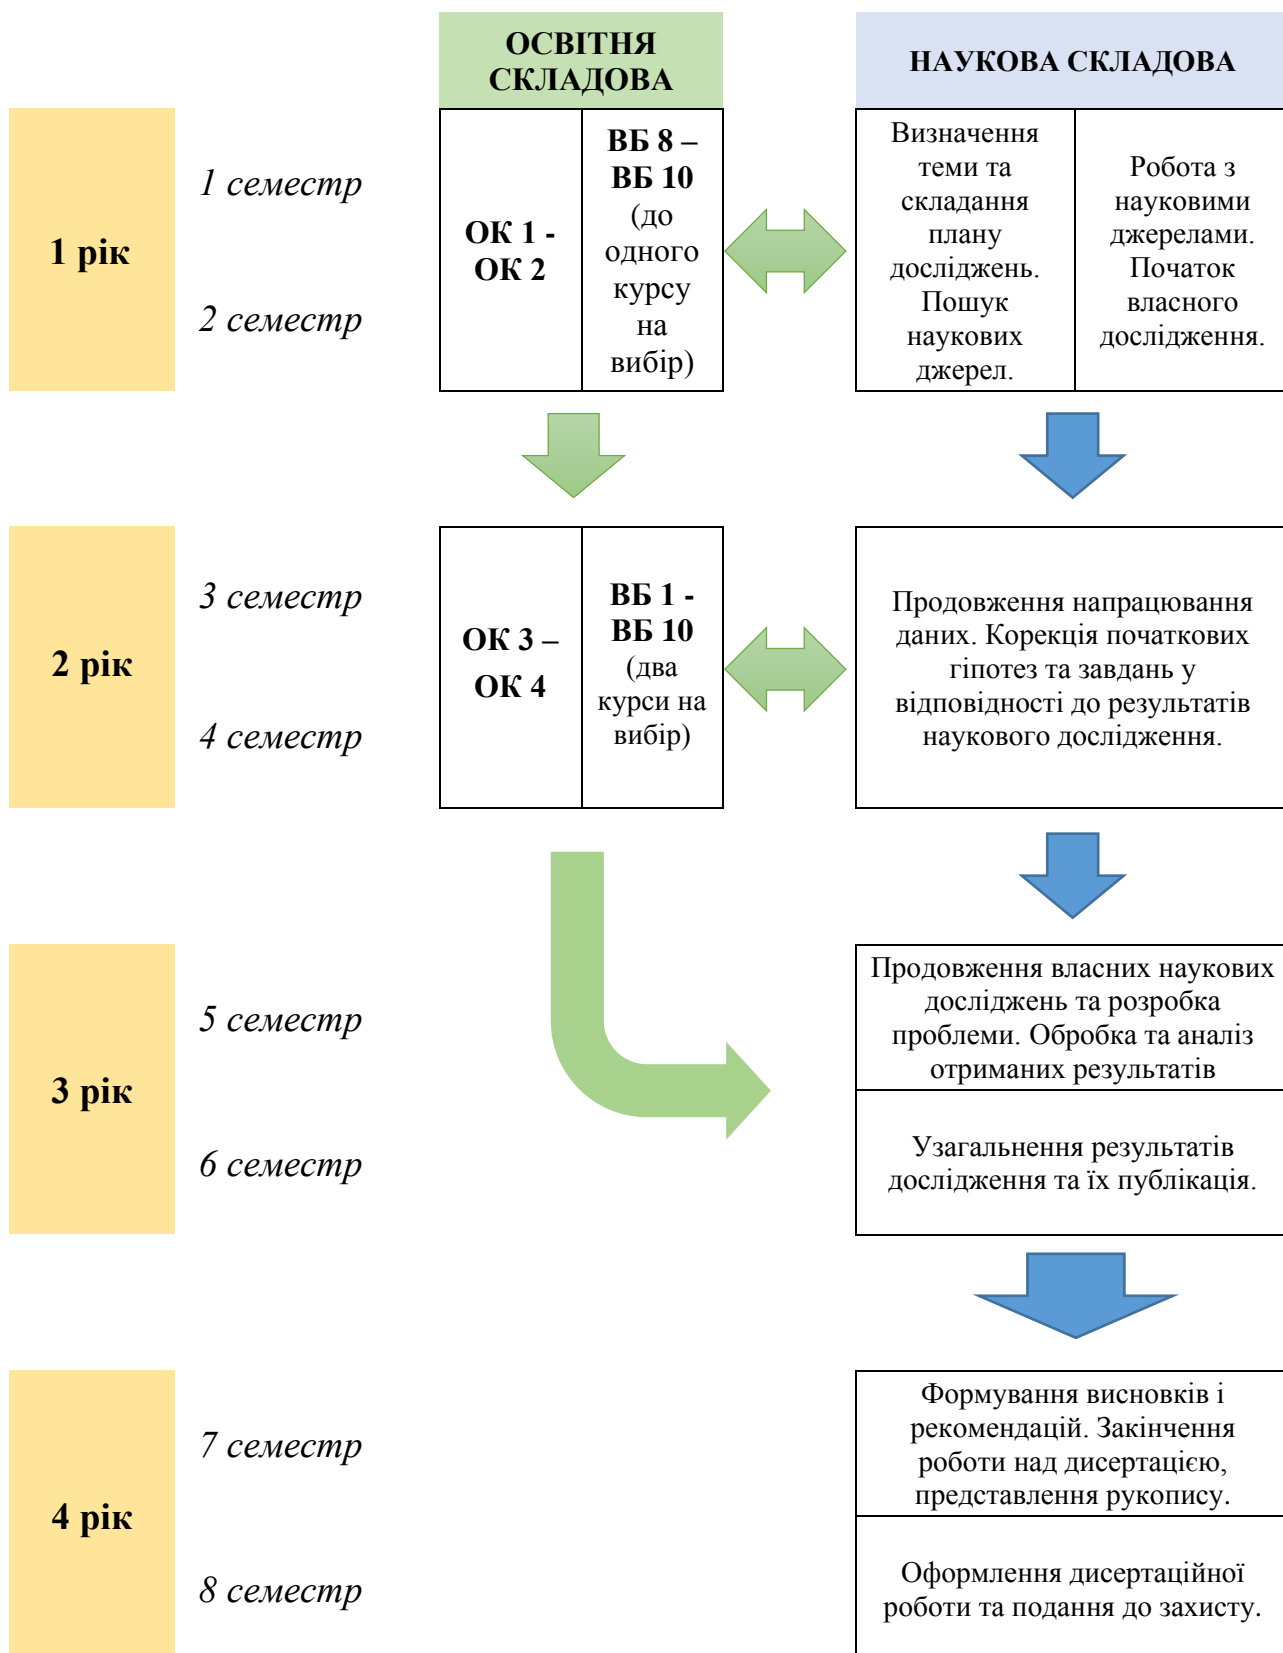 ОСВІТНЯ
СКЛАДОВА
НАУКОВА СКЛАДОВА
1 рік
1 семестр
2 семестр
ОК 1 -
ОК 2
ВБ 8 –
ВБ 10
(до
одного
курсу
на
вибір)
Визначення
теми та
складання
плану
досліджень.
Пошук
наукових
джерел.
Робота з
науковими
джерелами.
Початок
власного
дослідження.
2 рік
3 семестр
4 семестр
ОК 3 –
ОК 4
ВБ 1 -
ВБ 10
(два
курси на
вибір)
Продовження напрацювання
даних. Корекція початкових
гіпотез та завдань у
відповідності до результатів
наукового дослідження.
3 рік
5 семестр
6 семестр
Продовження власних наукових
досліджень та розробка
проблеми. Обробка та аналіз
отриманих результатів
Узагальнення результатів
дослідження та їх публікація.
4 рік
7 семестр
8 семестр
Формування висновків і
рекомендацій. Закінчення
роботи над дисертацією,
представлення рукопису.
Оформлення дисертаційної
роботи та подання до захисту.